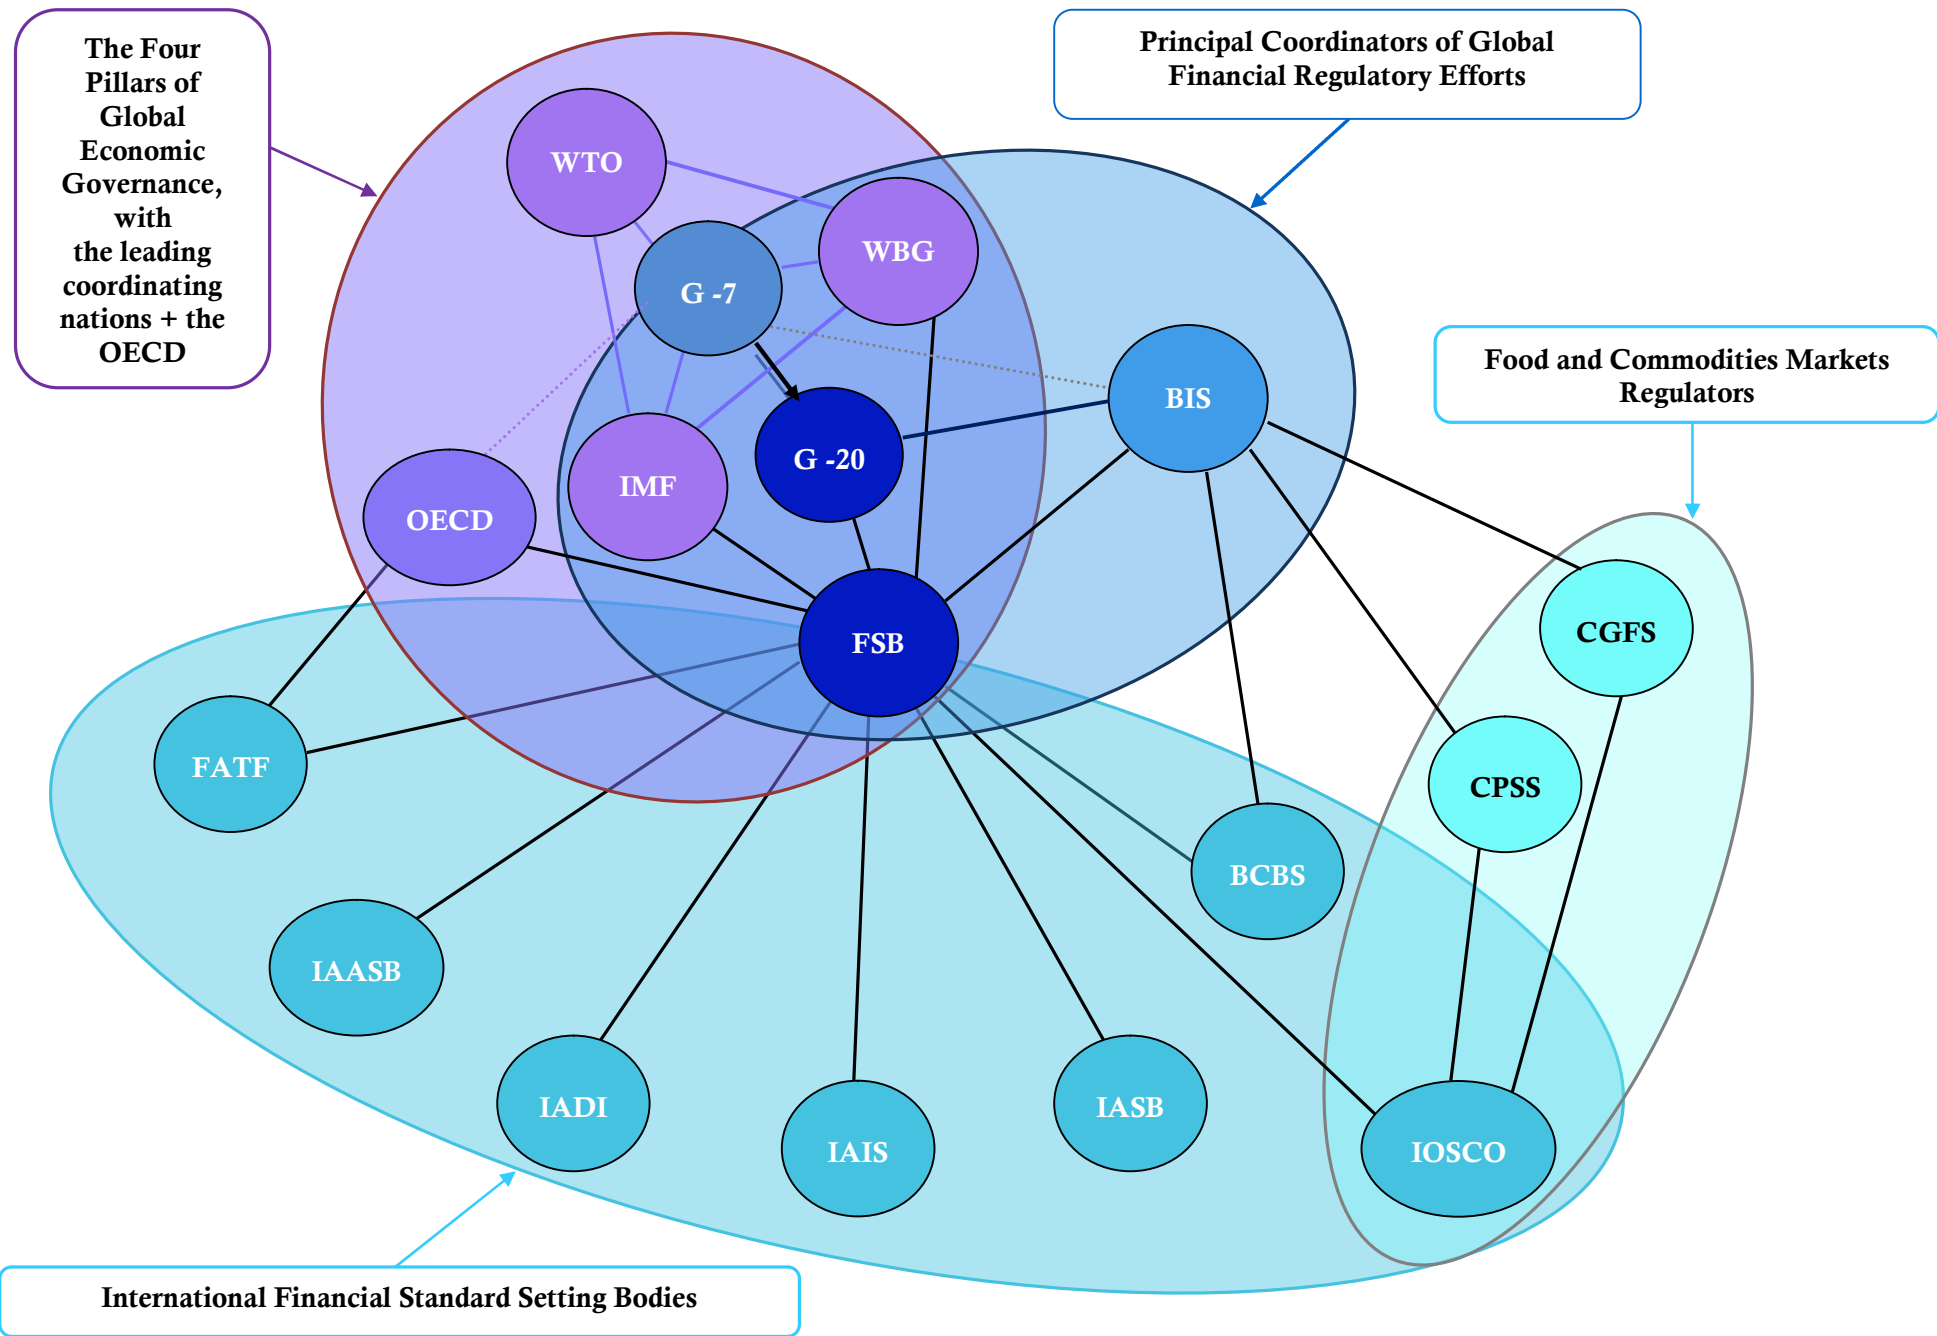 The Four
Pillars of
Global
Economic
Governance,
with
the leading
coordinating
nations + the
OECD
Principal Coordinators of Global
Financial Regulatory Efforts
WTO
WBG
G -7
BIS
Food and Commodities Markets
Regulators
G -20
IMF
OECD
CGFS
FSB
FATF
CPSS
BCBS
IAASB
IADI
IASB
IAIS
IOSCO
International Financial Standard Setting Bodies